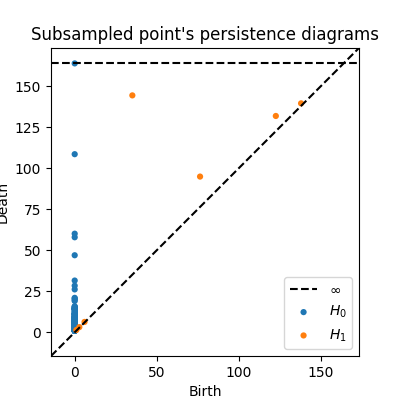 Subsampled point's persistence diagrams
150
125
100
75
50
25
0
Death
0 50 100 150
Birth
∞
H₀
H₁